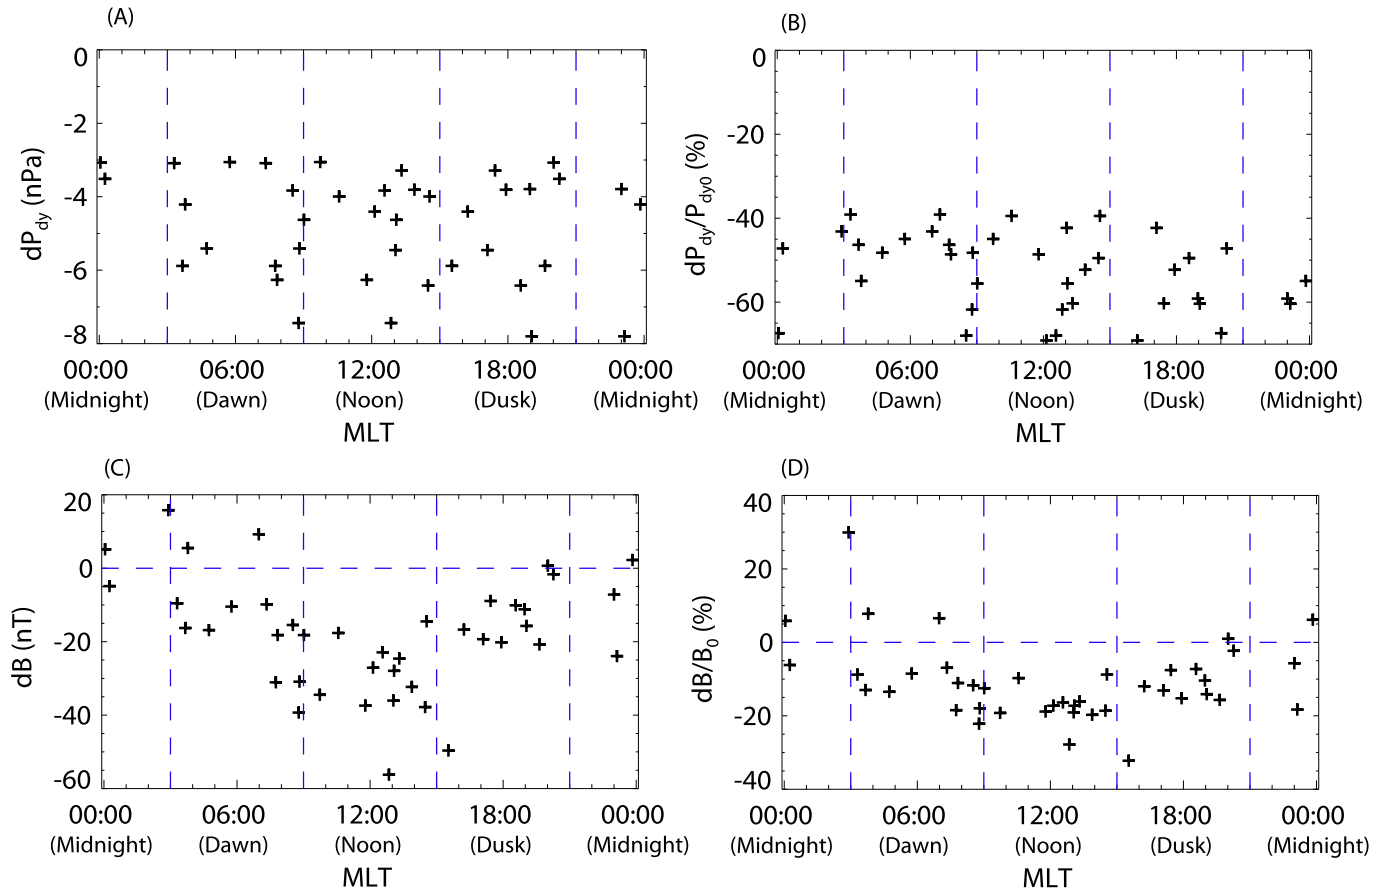 (A)
0
-2
-4
-6
-8
dPdy (nPa)
00:00 06:00 12:00 18:00 00:00
(Midnight) (Dawn) (Noon) (Dusk) (Midnight)
MLT
(B)
0
-20
-40
-60
dPdy/Pdy0 (%)
00:00 06:00 12:00 18:00 00:00
(Midnight) (Dawn) (Noon) (Dusk) (Midnight)
MLT
(C)
20
0
-20
-40
-60
dB (nT)
00:00 06:00 12:00 18:00 00:00
(Midnight) (Dawn) (Noon) (Dusk) (Midnight)
MLT
(D)
40
20
0
-20
-40
dB/B0 (%)
00:00 06:00 12:00 18:00 00:00
(Midnight) (Dawn) (Noon) (Dusk) (Midnight)
MLT